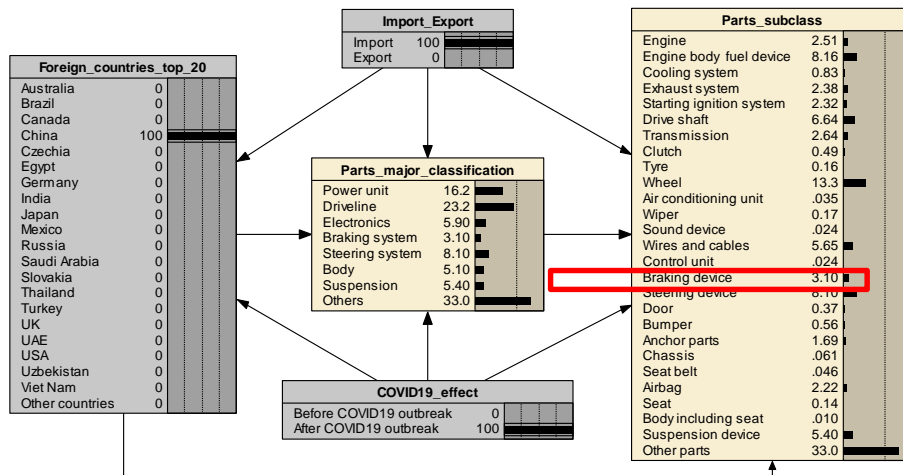 Import_Export
Import 100
Export 0
Foreign_countries_top_20
Australia 0
Brazil 0
Canada 0
China 100
Czechia 0
Egypt 0
Germany 0
India 0
Japan 0
Mexico 0
Russia 0
Saudi Arabia 0
Slovakia 0
Thailand 0
Turkey 0
UK 0
UAE 0
USA 0
Uzbekistan 0
Viet Nam 0
Other countries 0
Parts_major_classification
Power unit 16.2
Driveline 23.2
Electronics 5.90
Braking system 3.10
Steering system 8.10
Body 5.10
Suspension 5.40
Others 33.0
COVID19_effect
Before COVID19 outbreak 0
After COVID19 outbreak 100
Parts_subclass
Engine 2.51
Engine body fuel device 8.16
Cooling system 0.83
Exhaust system 2.38
Starting ignition system 2.32
Drive shaft 6.64
Transmission 2.64
Clutch 0.49
Tyre 0.16
Wheel 13.3
Air conditioning unit .035
Wiper 0.17
Sound device .024
Wires and cables 5.65
Control unit .024
Braking device 3.10
Steering device 8.10
Door 0.37
Bumper 0.56
Anchor parts 1.69
Chassis .061
Seat belt .046
Airbag 2.22
Seat 0.14
Body including seat .010
Suspension device 5.40
Other parts 33.0